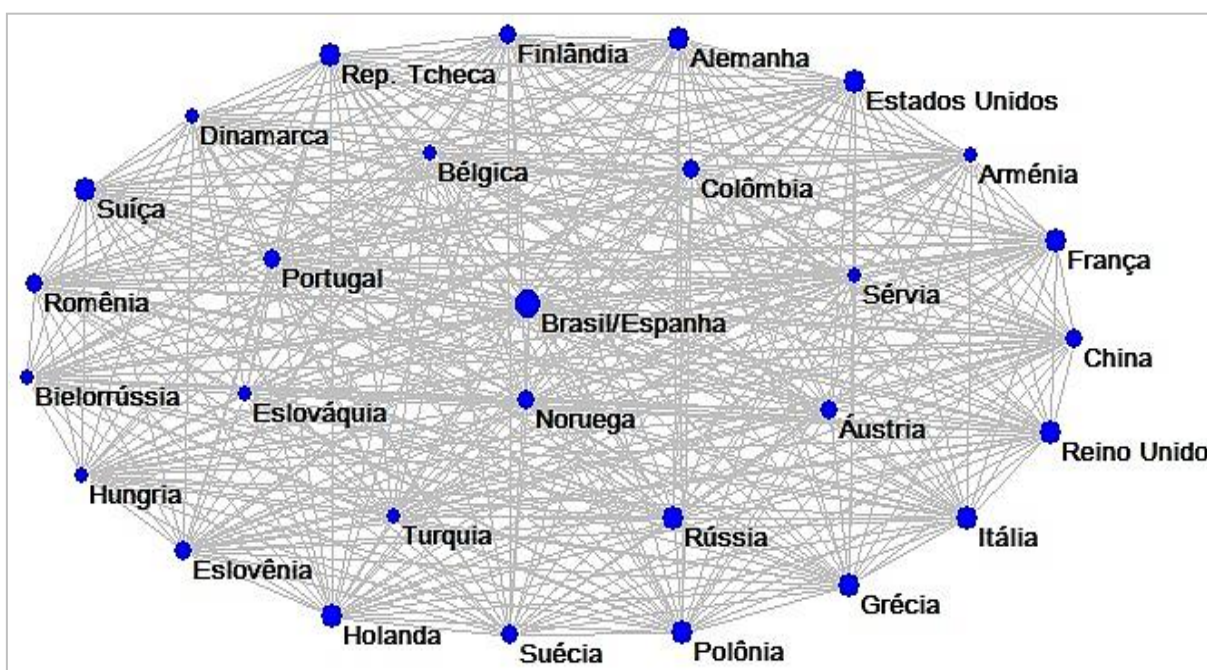 Finlândia
Alemanha
Rep. Tcheca
Estados Unidos
Dinamarca
Bélgica
Colômbia
Arménia
Suíça
França
Portugal
Sérvia
Romênia
Brasil/Espanha
China
Bielorrússia
Eslováquia
Noruega
Áustria
Reino Unido
Hungria
Turquia
Rússia
Itália
Eslovênia
Grécia
Holanda
Suécia
Polônia